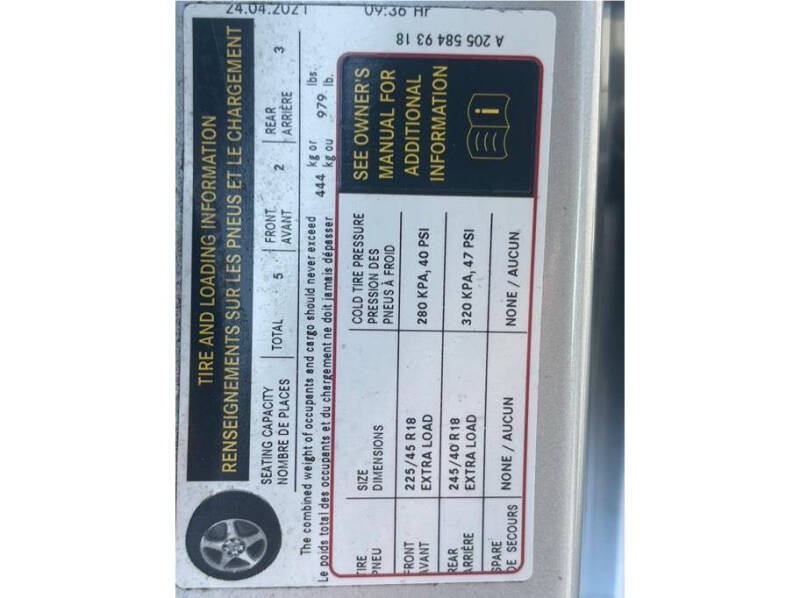 24.04.2021 09:36 Hr
A 205 584 93 18
TIRE AND LOADING INFORMATION
RENSEIGNEMENTS SUR LES PNEUS ET LE CHARGEMENT
SEATING CAPACITY
NOMBRE DE PLACES
TOTAL 5
FRONT
AVANT 2
REAR
ARRIÈRE 3
The combined weight of occupants and cargo should never exceed 444 kg or 979 lbs.
Le poids total des occupants et du chargement ne doit jamais dépasser kg ou lb.
TIRE
PNEU
SIZE
DIMENSIONS
COLD TIRE PRESSURE
PRESSION DES
PNEUS À FROID
FRONT
AVANT
225/45 R18
EXTRA LOAD
280 KPA, 40 PSI
REAR
ARRIÈRE
245/40 R18
EXTRA LOAD
320 KPA, 47 PSI
SPARE
DE SECOURS
NONE / AUCUN
NONE / AUCUN
SEE OWNER'S
MANUAL FOR
ADDITIONAL
INFORMATION
i